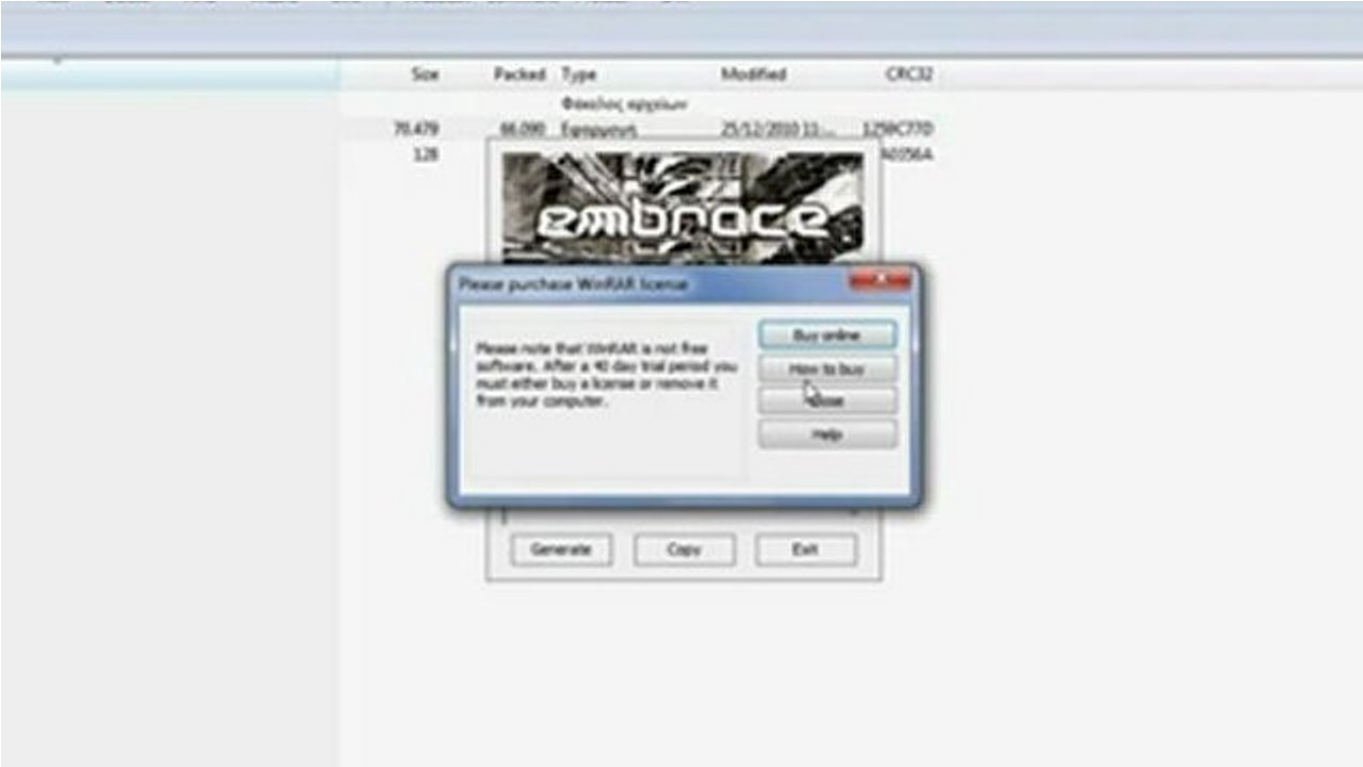 Size Packed Type Modified CRC32
Φάκελος αρχείων
70.479 66.090 Εφαρμογή 25/12/2010 11:... 1258C77D
128
embrace
Please purchase WinRAR license
Please note that WinRAR is not free
software. After a 40 day trial period you
must either buy a license or remove it
from your computer.
Buy online
How to buy
Close
Help
Generate Copy Exit